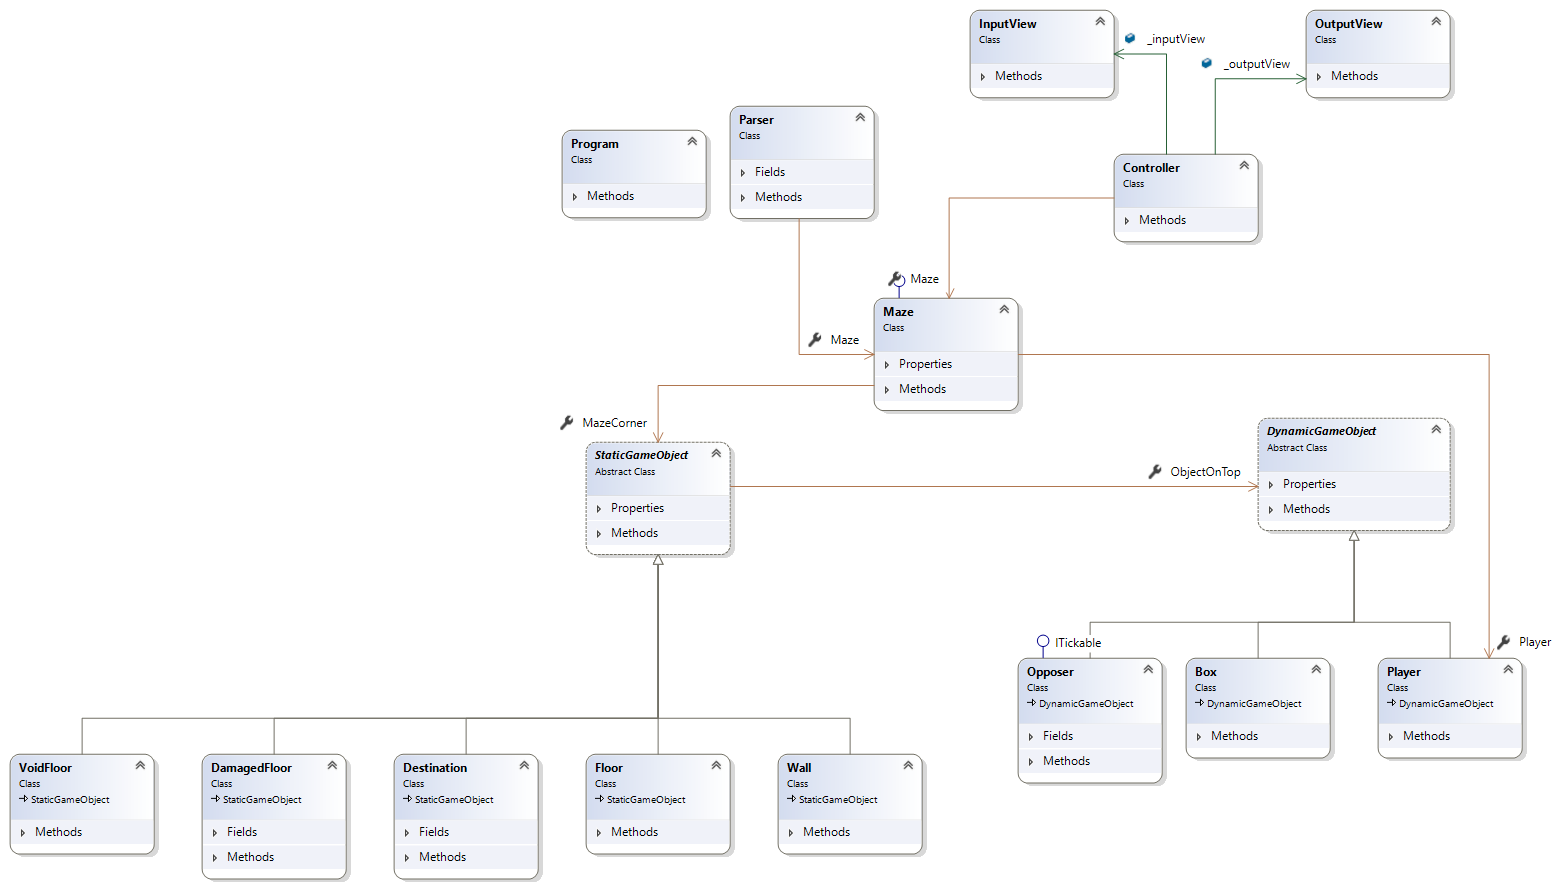 InputView
Class
Methods
_inputView
_outputView
OutputView
Class
Methods
Program
Class
Methods
Parser
Class
Fields
Methods
Controller
Class
Methods
Maze
Maze
Maze
Class
Properties
Methods
MazeCorner
StaticGameObject
Abstract Class
Properties
Methods
ObjectOnTop
DynamicGameObject
Abstract Class
Properties
Methods
ITickable
Player
Opposer
Class
DynamicGameObject
Fields
Methods
Box
Class
DynamicGameObject
Methods
Player
Class
DynamicGameObject
Methods
VoidFloor
Class
StaticGameObject
Methods
DamagedFloor
Class
StaticGameObject
Fields
Methods
Destination
Class
StaticGameObject
Fields
Methods
Floor
Class
StaticGameObject
Methods
Wall
Class
StaticGameObject
Methods